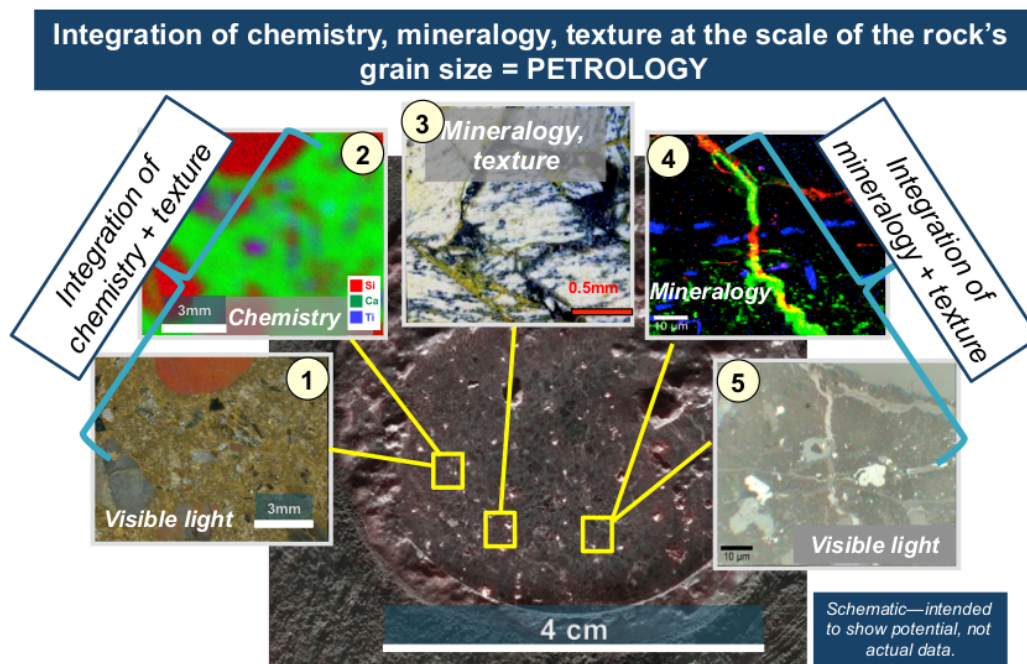 Integration of chemistry, mineralogy, texture at the scale of the rock’s
grain size = PETROLOGY
Integration of
chemistry + texture
2
Si
Ca
Ti
3mm
Chemistry
3
Mineralogy,
texture
0.5mm
4
Mineralogy
10 µm
Integration of
mineralogy + texture
1
3mm
Visible light
5
10 µm
Visible light
4 cm
Schematic—intended
to show potential, not
actual data.